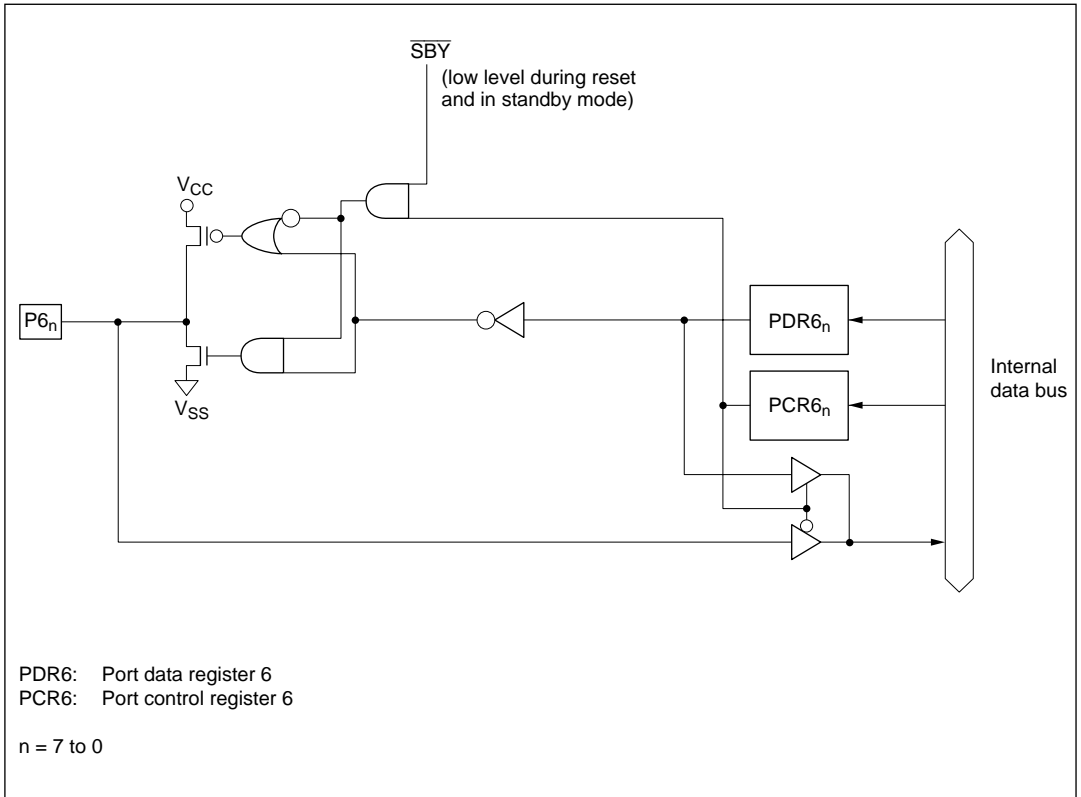 SBY
(low level during reset
and in standby mode)
VCC
P6n
VSS
PDR6n
PCR6n
Internal
data bus
PDR6: Port data register 6
PCR6: Port control register 6
n = 7 to 0